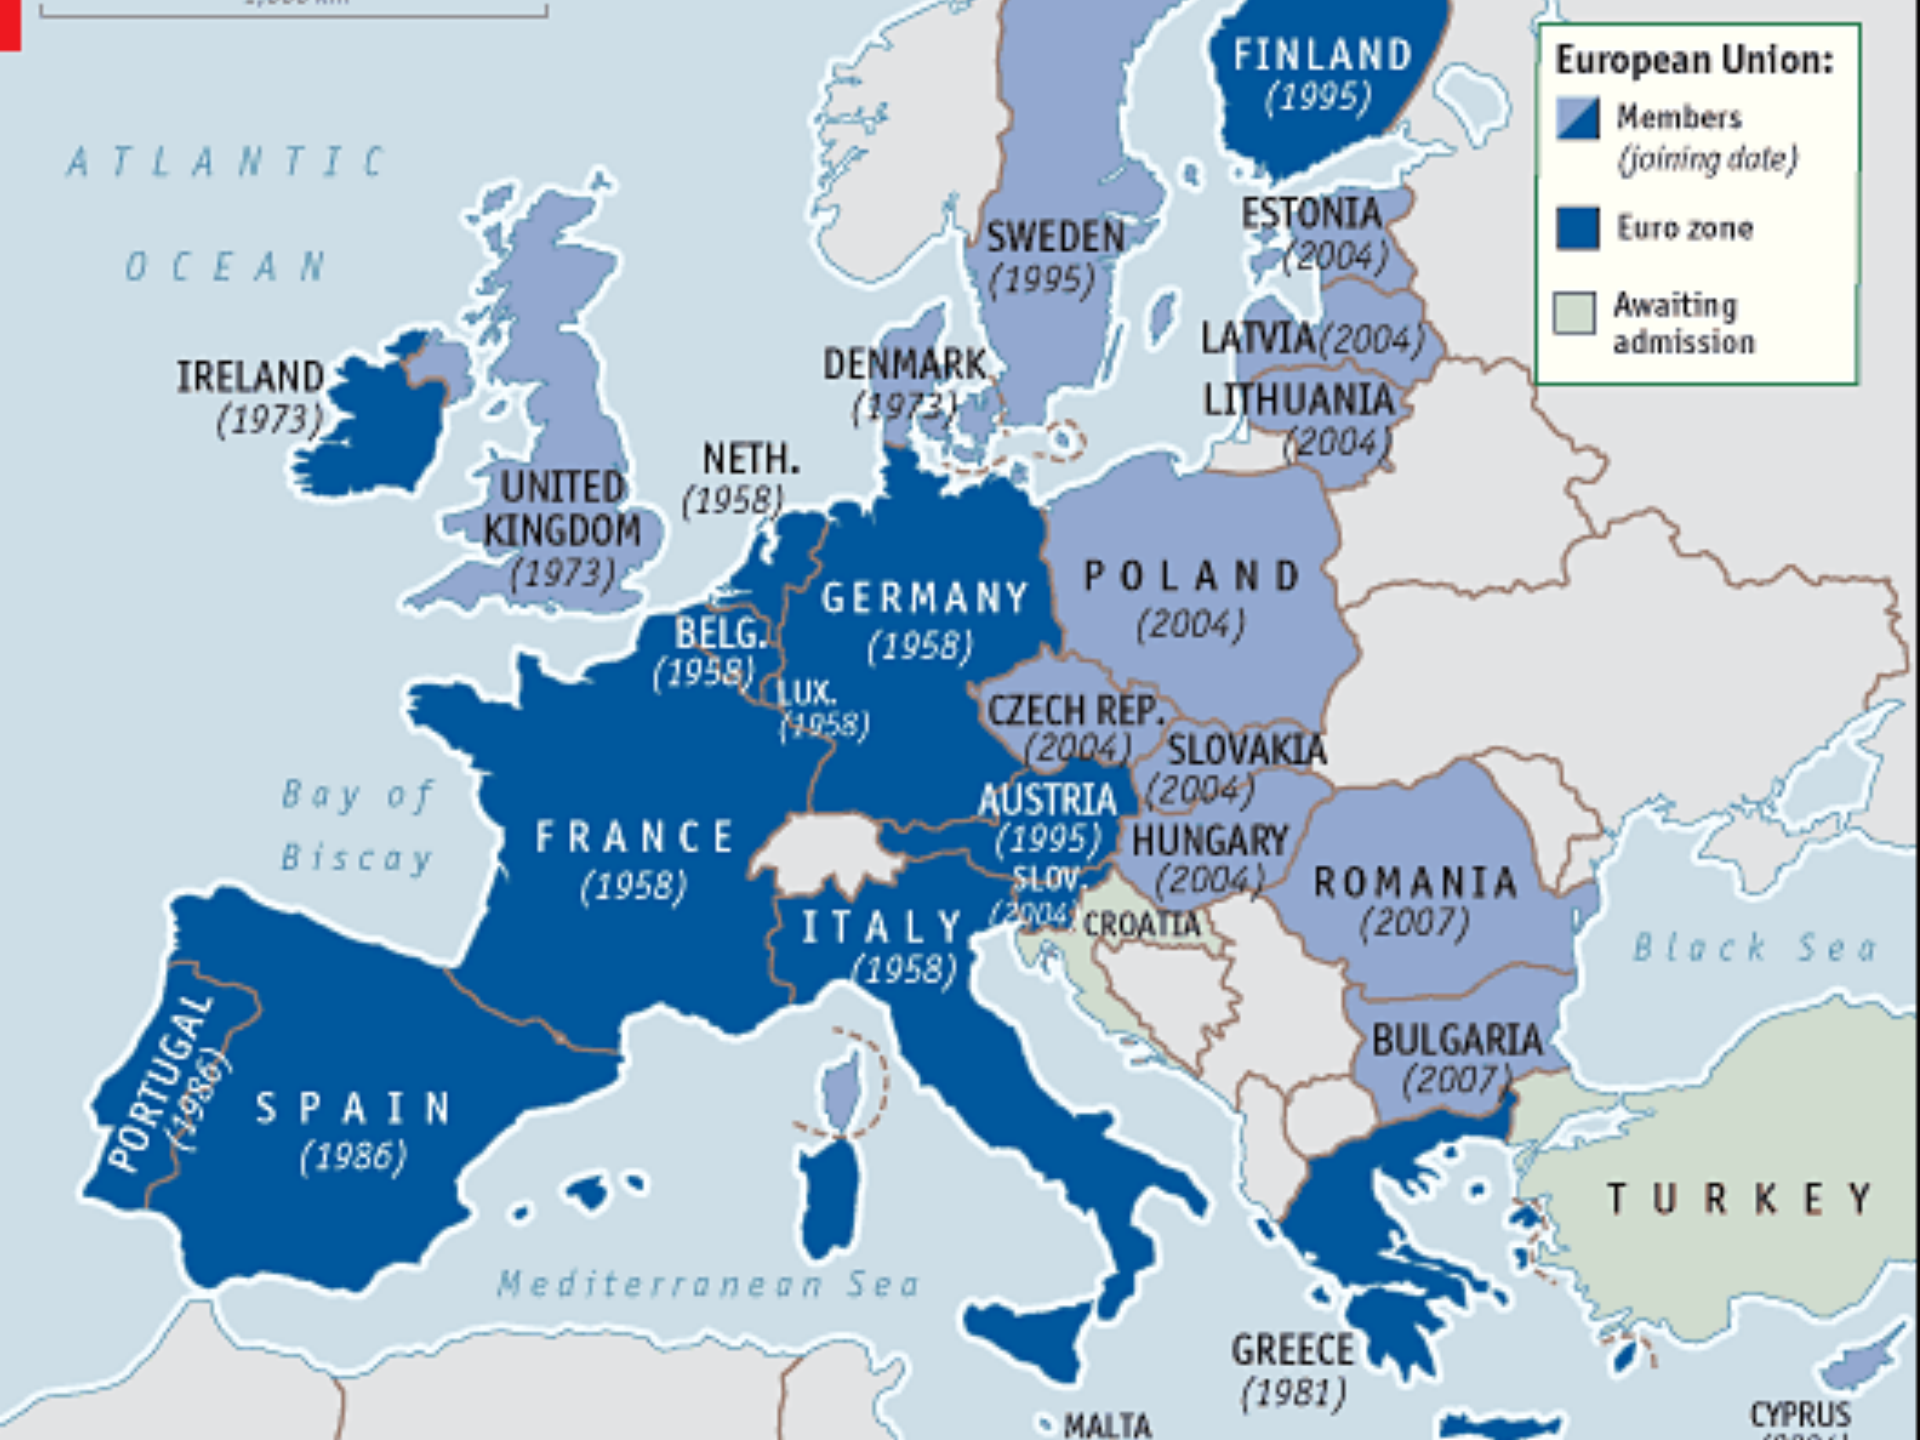 FINLAND
(1995)
European Union:
Members
(joining date)
Euro zone
Awaiting
admission
ATLANTIC
OCEAN
SWEDEN
(1995)
ESTONIA
(2004)
LATVIA (2004)
LITHUANIA
(2004)
DENMARK
(1973)
IRELAND
(1973)
UNITED
KINGDOM
(1973)
NETH.
(1958)
GERMANY
(1958)
POLAND
(2004)
BELG.
(1958)
LUX.
(1958)
CZECH REP.
(2004)
SLOVAKIA
(2004)
AUSTRIA
(1995)
HUNGARY
(2004)
Bay of
Biscay
FRANCE
(1958)
SLOV.
(2004)
CROATIA
ROMANIA
(2007)
ITALY
(1958)
Black Sea
PORTUGAL
(1986)
SPAIN
(1986)
BULGARIA
(2007)
TURKEY
Mediterranean Sea
GREECE
(1981)
MALTA
CYPRUS